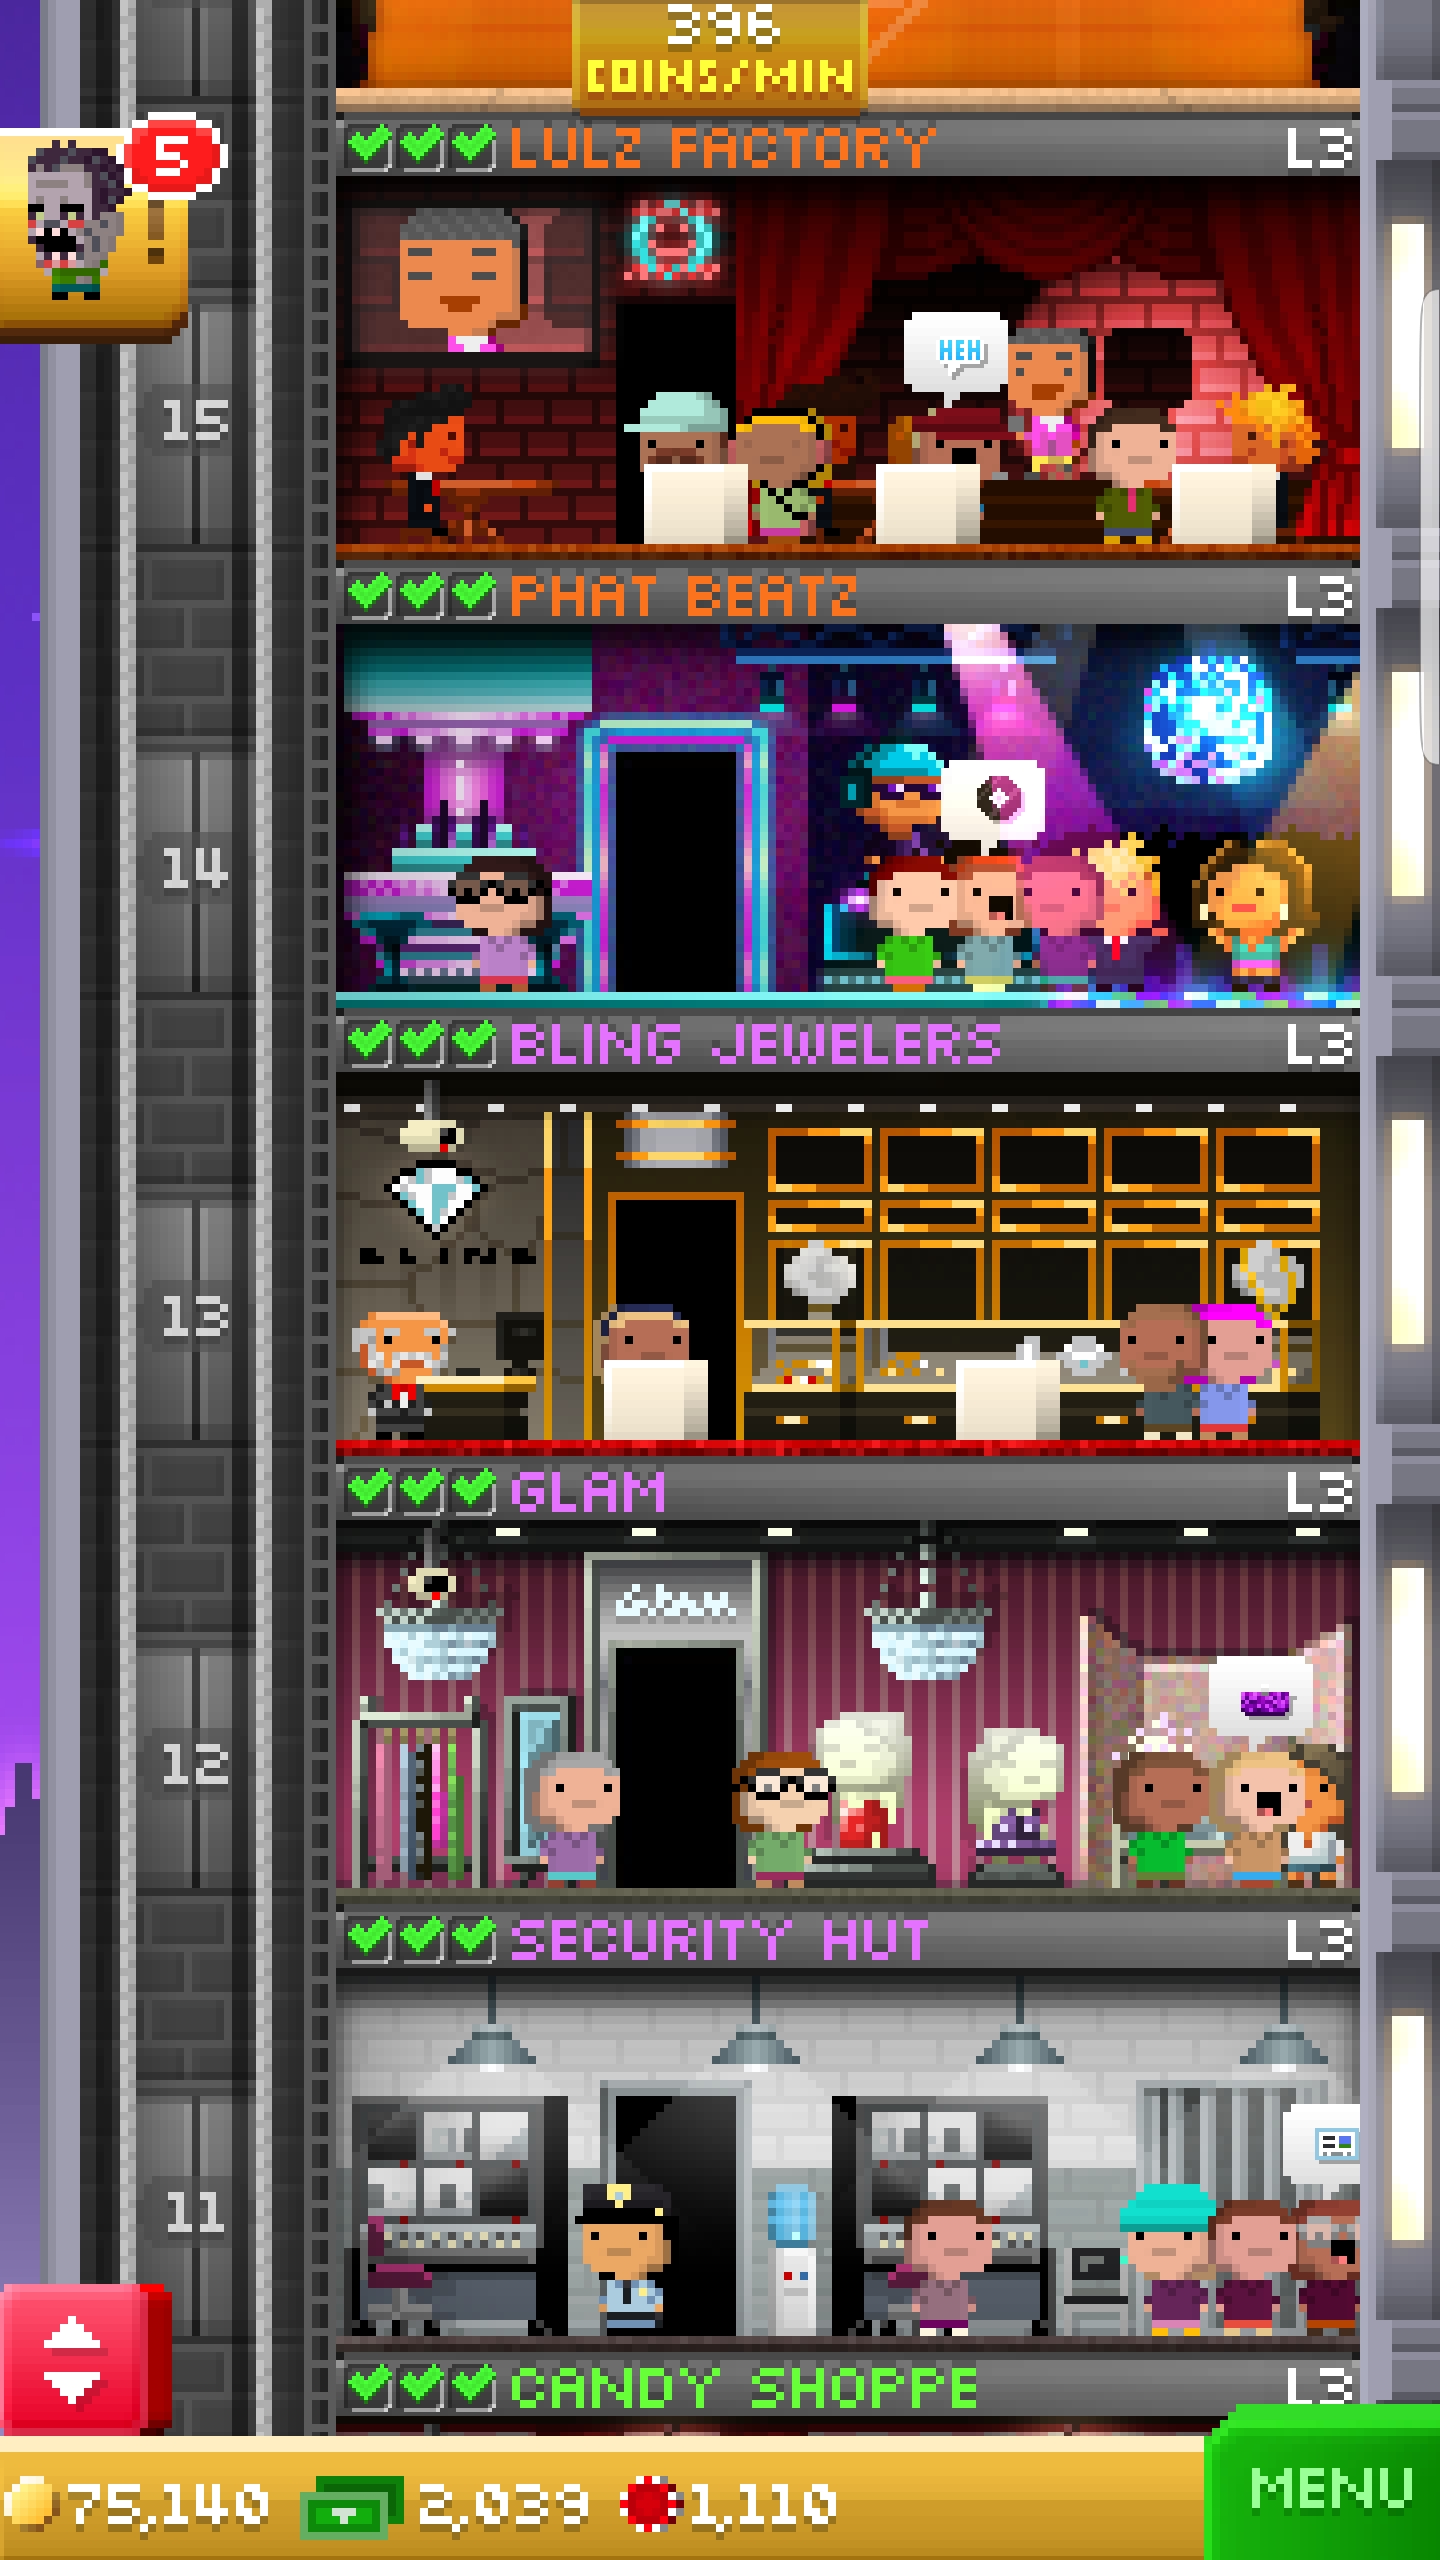 396
COINS/MIN
5
!
LULZ FACTORY L3
HEH
15
PHAT BEATZ L3
14
BLING JEWELERS L3
BLING
13
GLAM L3
Glam
12
SECURITY HUT L3
11
CANDY SHOPPE L3
75,140 2,039 1,110
MENU